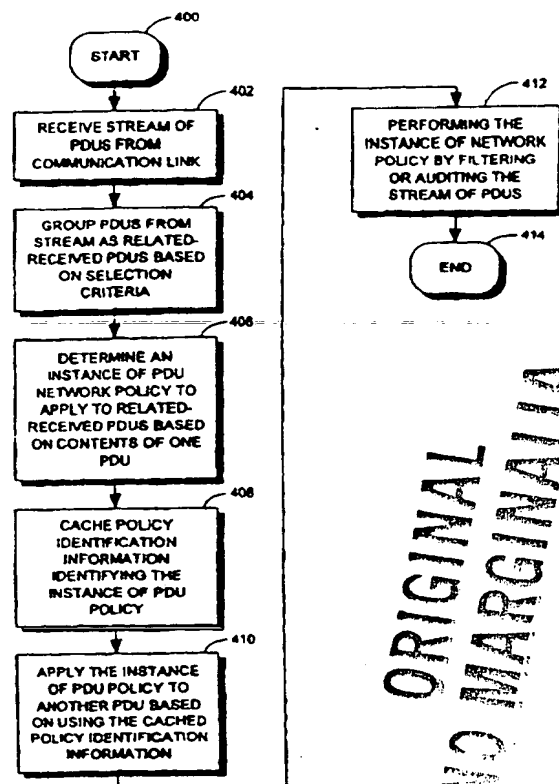 400
START
402
RECEIVE STREAM OF
PDUS FROM
COMMUNICATION LINK
404
GROUP PDUS FROM
STREAM AS RELATED-
RECEIVED PDUS BASED
ON SELECTION
CRITERIA
406
DETERMINE AN
INSTANCE OF PDU
NETWORK POLICY TO
APPLY TO RELATED-
RECEIVED PDUS BASED
ON CONTENTS OF ONE
PDU
408
CACHE POLICY
IDENTIFICATION
INFORMATION
IDENTIFYING THE
INSTANCE OF PDU
POLICY
410
APPLY THE INSTANCE
OF PDU POLICY TO
ANOTHER PDU BASED
ON USING THE CACHED
POLICY IDENTIFICATION
INFORMATION
412
PERFORMING THE
INSTANCE OF NETWORK
POLICY BY FILTERING
OR AUDITING THE
STREAM OF PDUS
414
END
ORIGINAL
MARGINALIA